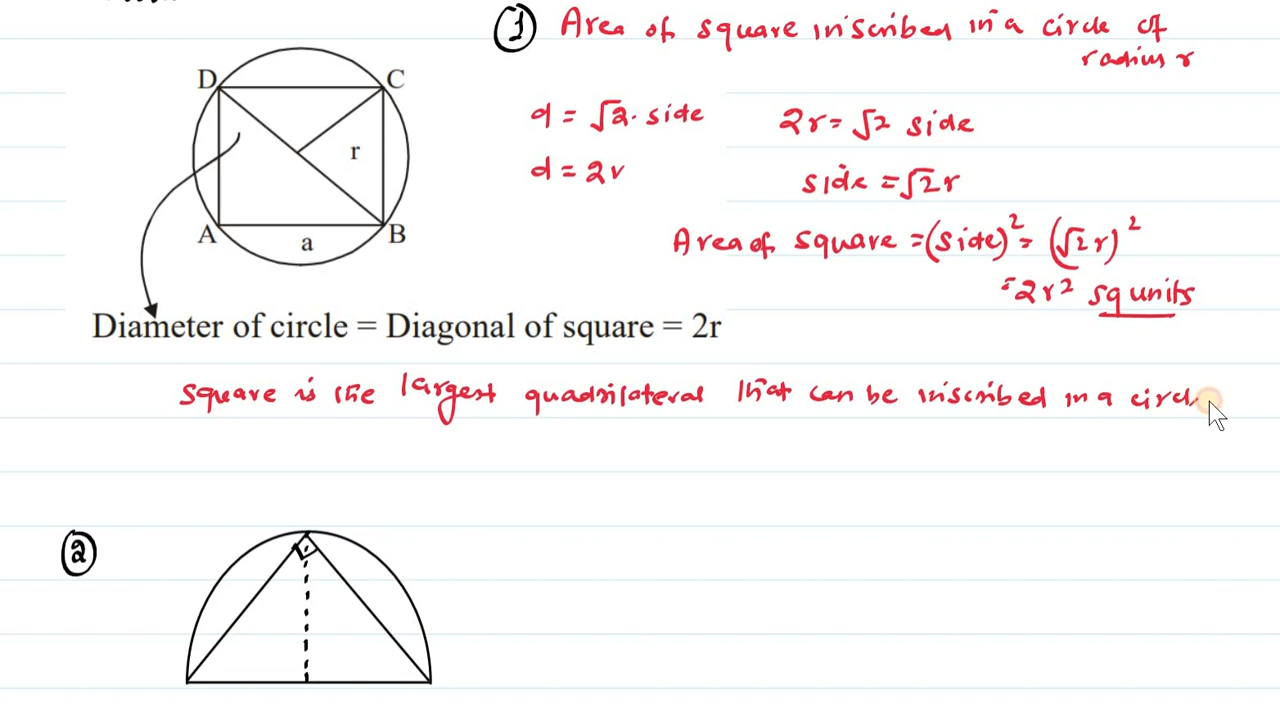 ① Area of square inscribed in a circle of
radius r
D
C
r
A
B
a
d = √2. side
d = 2r
2r = √2 side
side = √2r
Area of square = (side)² = (√2r)²
= 2r² sq units
Diameter of circle = Diagonal of square = 2r
square is the largest quadrilateral that can be inscribed in a circle
②